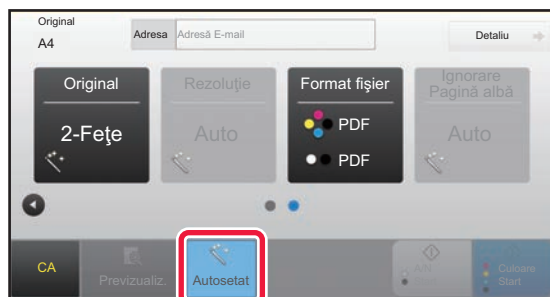 Original
A4
Adresa
Adresă E-mail
Detaliu
Original
2-Feţe
Rezoluţie
Auto
Format fişier
PDF
PDF
Ignorare
Pagină albă
Auto
CA
Previzualiz.
Autosetat
A/N
Start
Culoare
Start